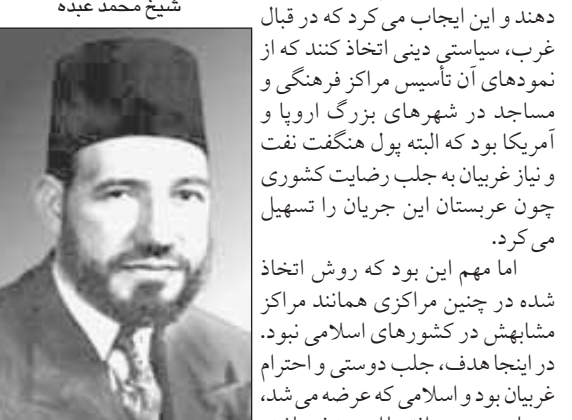 شیخ محمد عبده
دهند و این ایجاب می‌کرد که در قبال
غرب، سیاستی دینی اتخاذ کنند که از
نمودهای آن تأسیس مراکز فرهنگی و
مساجد در شهرهای بزرگ اروپا و
آمریکا بود که البته پول هنگفت نفت
و نیاز غربیان به جلب رضایت کشوری
چون عربستان این جریان را تسهیل
می‌کرد.
اما مهم این بود که روش اتخاذ
شده در چنین مراکزی همانند مراکز
مشابهش در کشورهای اسلامی نبود.
در اینجا هدف، جلب دوستی و احترام
غربیان بود و اسلامی که عرضه می‌شد،